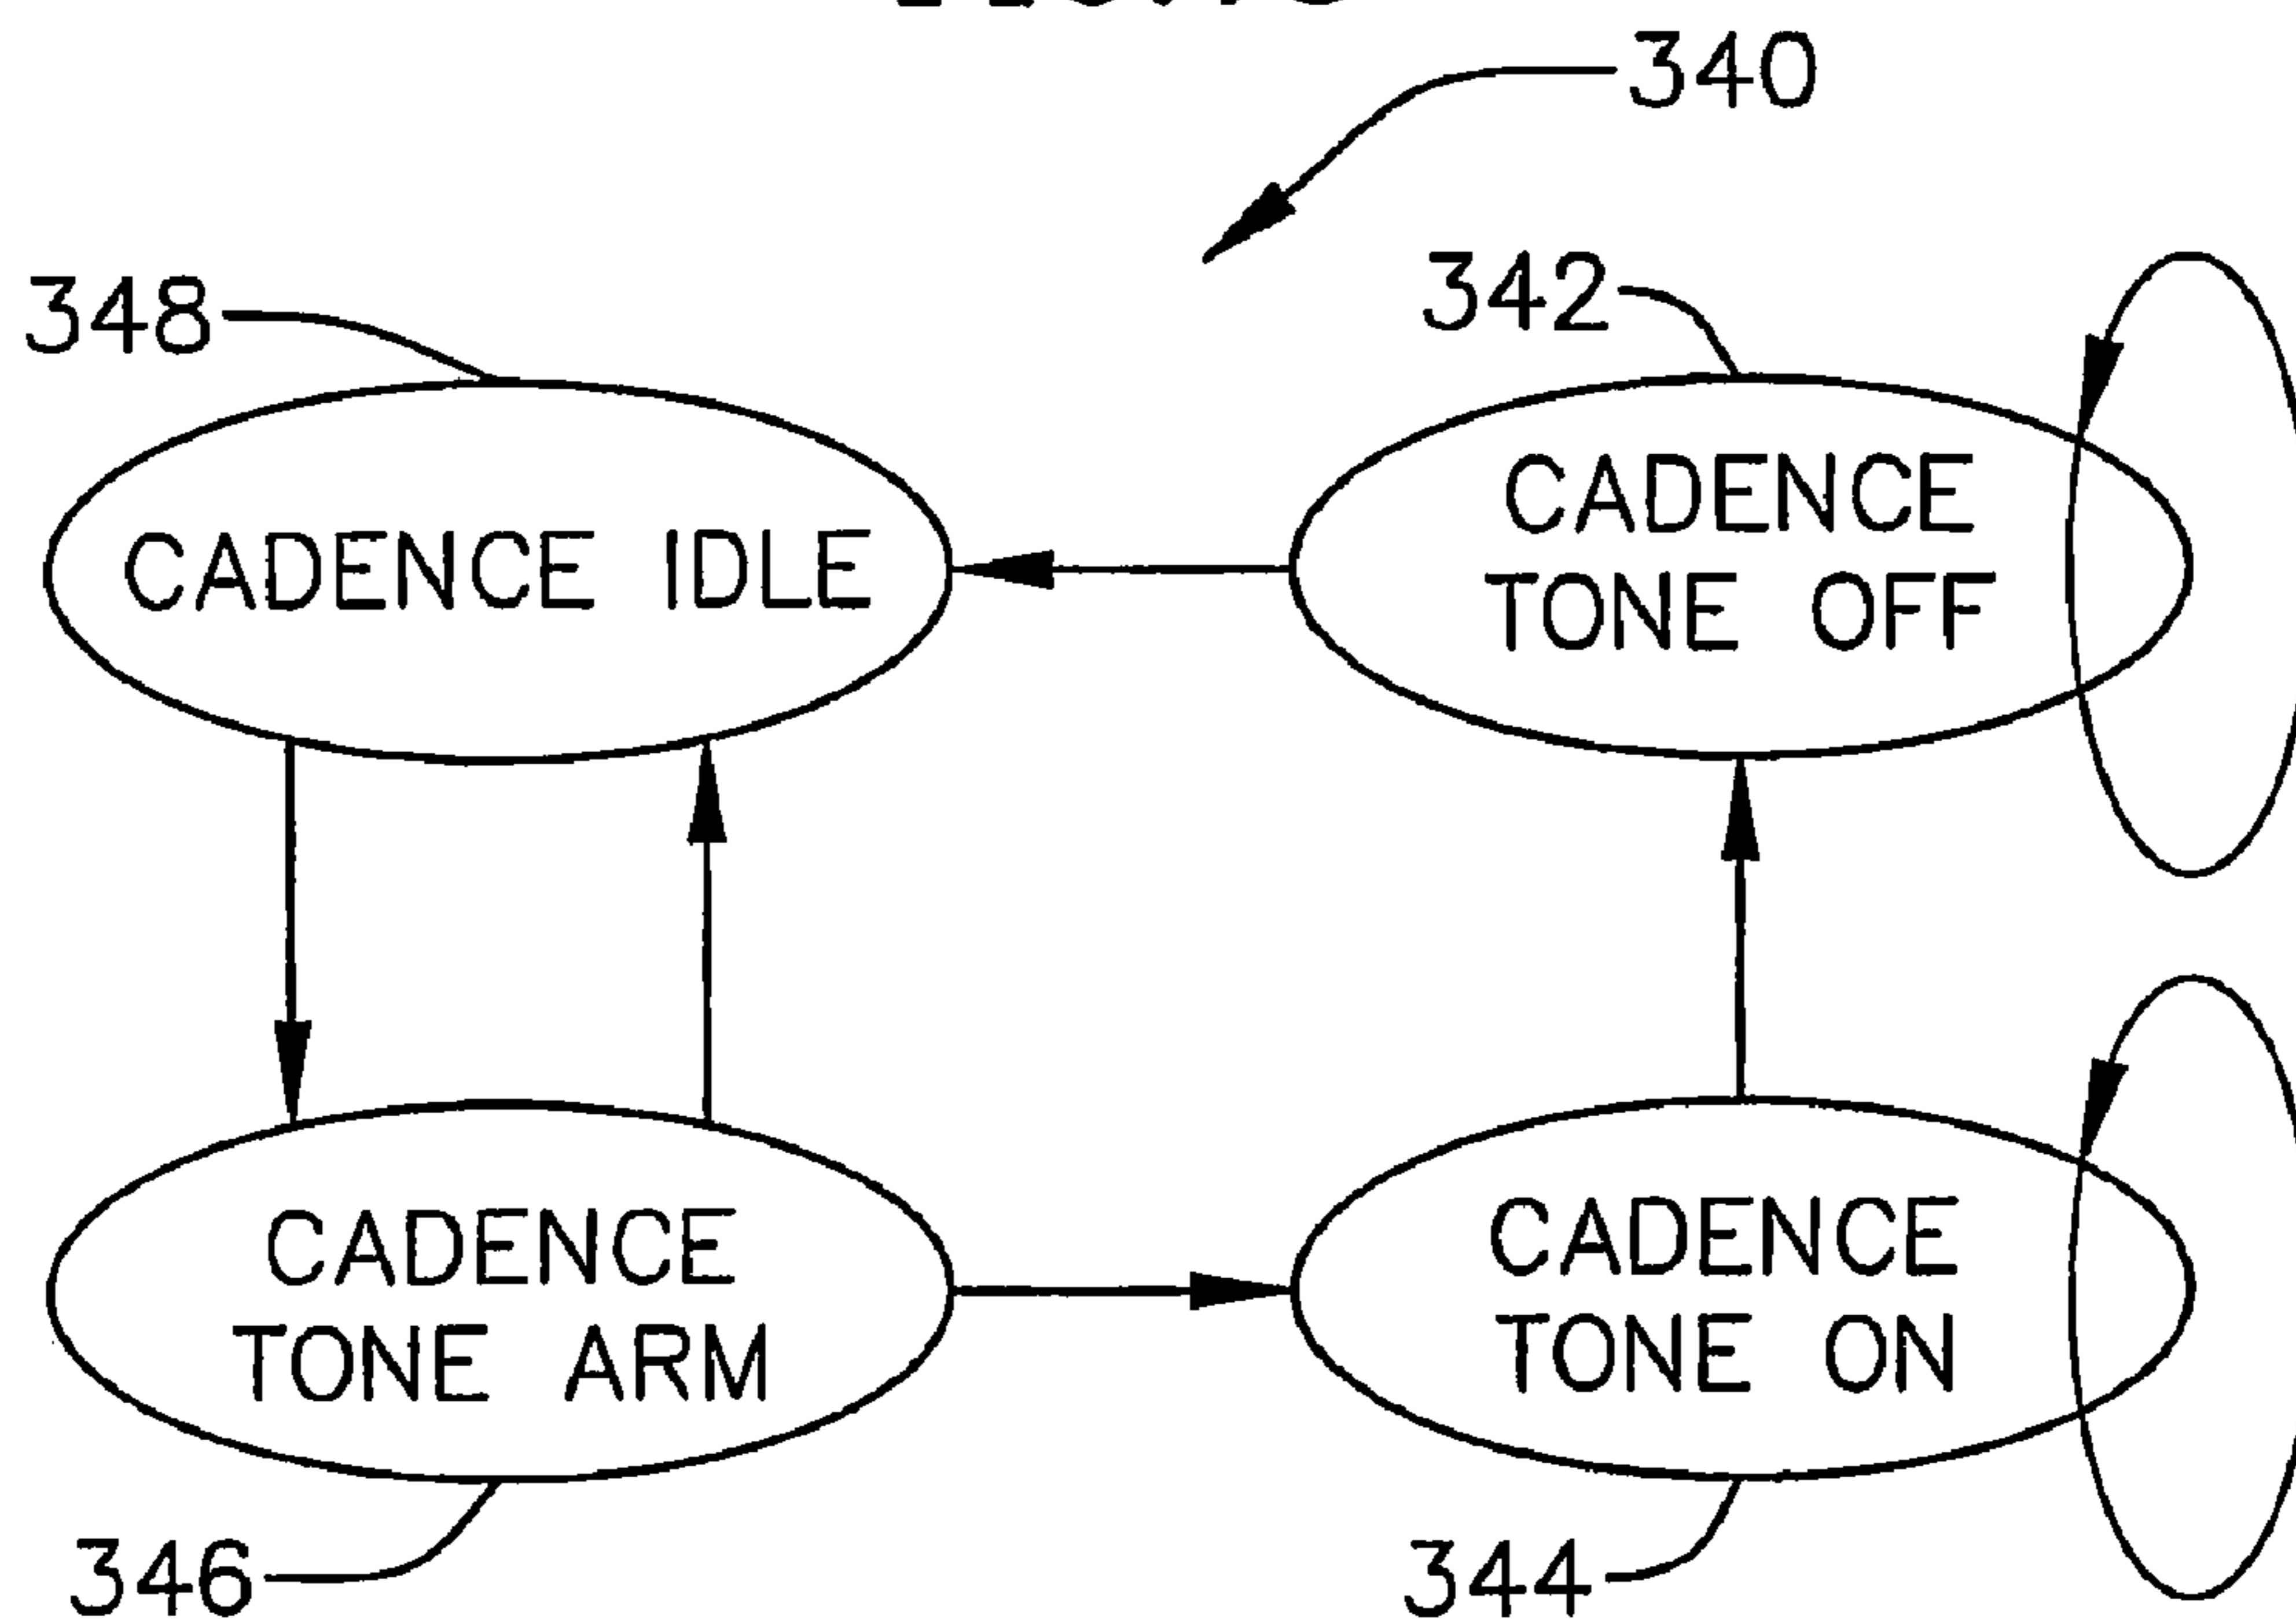 340
348
342
CADENCE IDLE
CADENCE
TONE OFF
CADENCE
TONE ARM
CADENCE
TONE ON
346
344